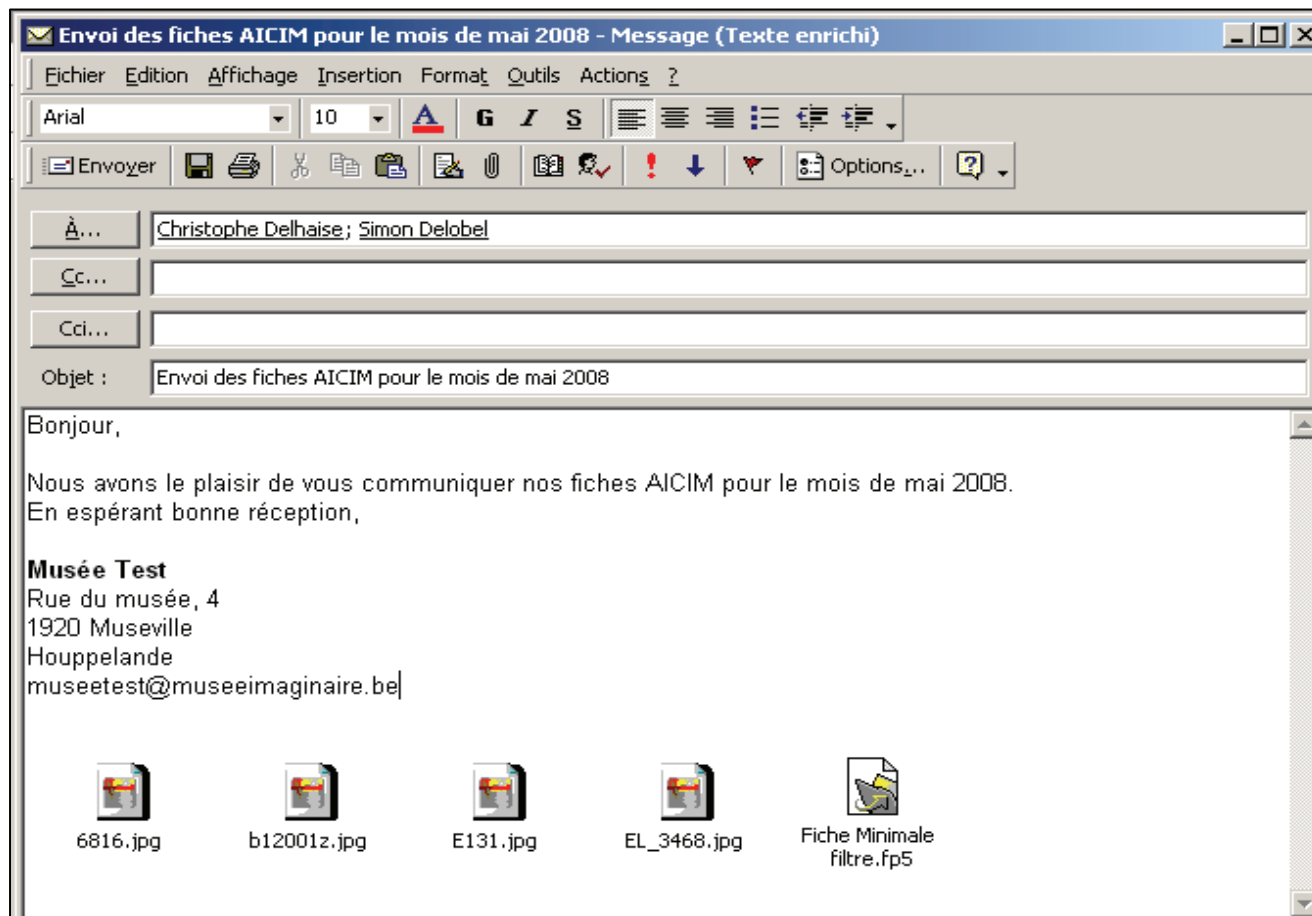 Envoi des fiches AICIM pour le mois de mai 2008 - Message (Texte enrichi)
Fichier Edition Affichage Insertion Format Outils Actions ?
Arial 10 A G I S
Envoyer Options...
À... Christophe Delhaise; Simon Delobel
Cc...
Cci...
Objet : Envoi des fiches AICIM pour le mois de mai 2008
Bonjour,
Nous avons le plaisir de vous communiquer nos fiches AICIM pour le mois de mai 2008.
En espérant bonne réception,
Musée Test
Rue du musée, 4
1920 Museville
Houppelande
museetest@museeimaginaire.be
6816.jpg b12001z.jpg E131.jpg EL_3468.jpg Fiche Minimale
filtre.fp5